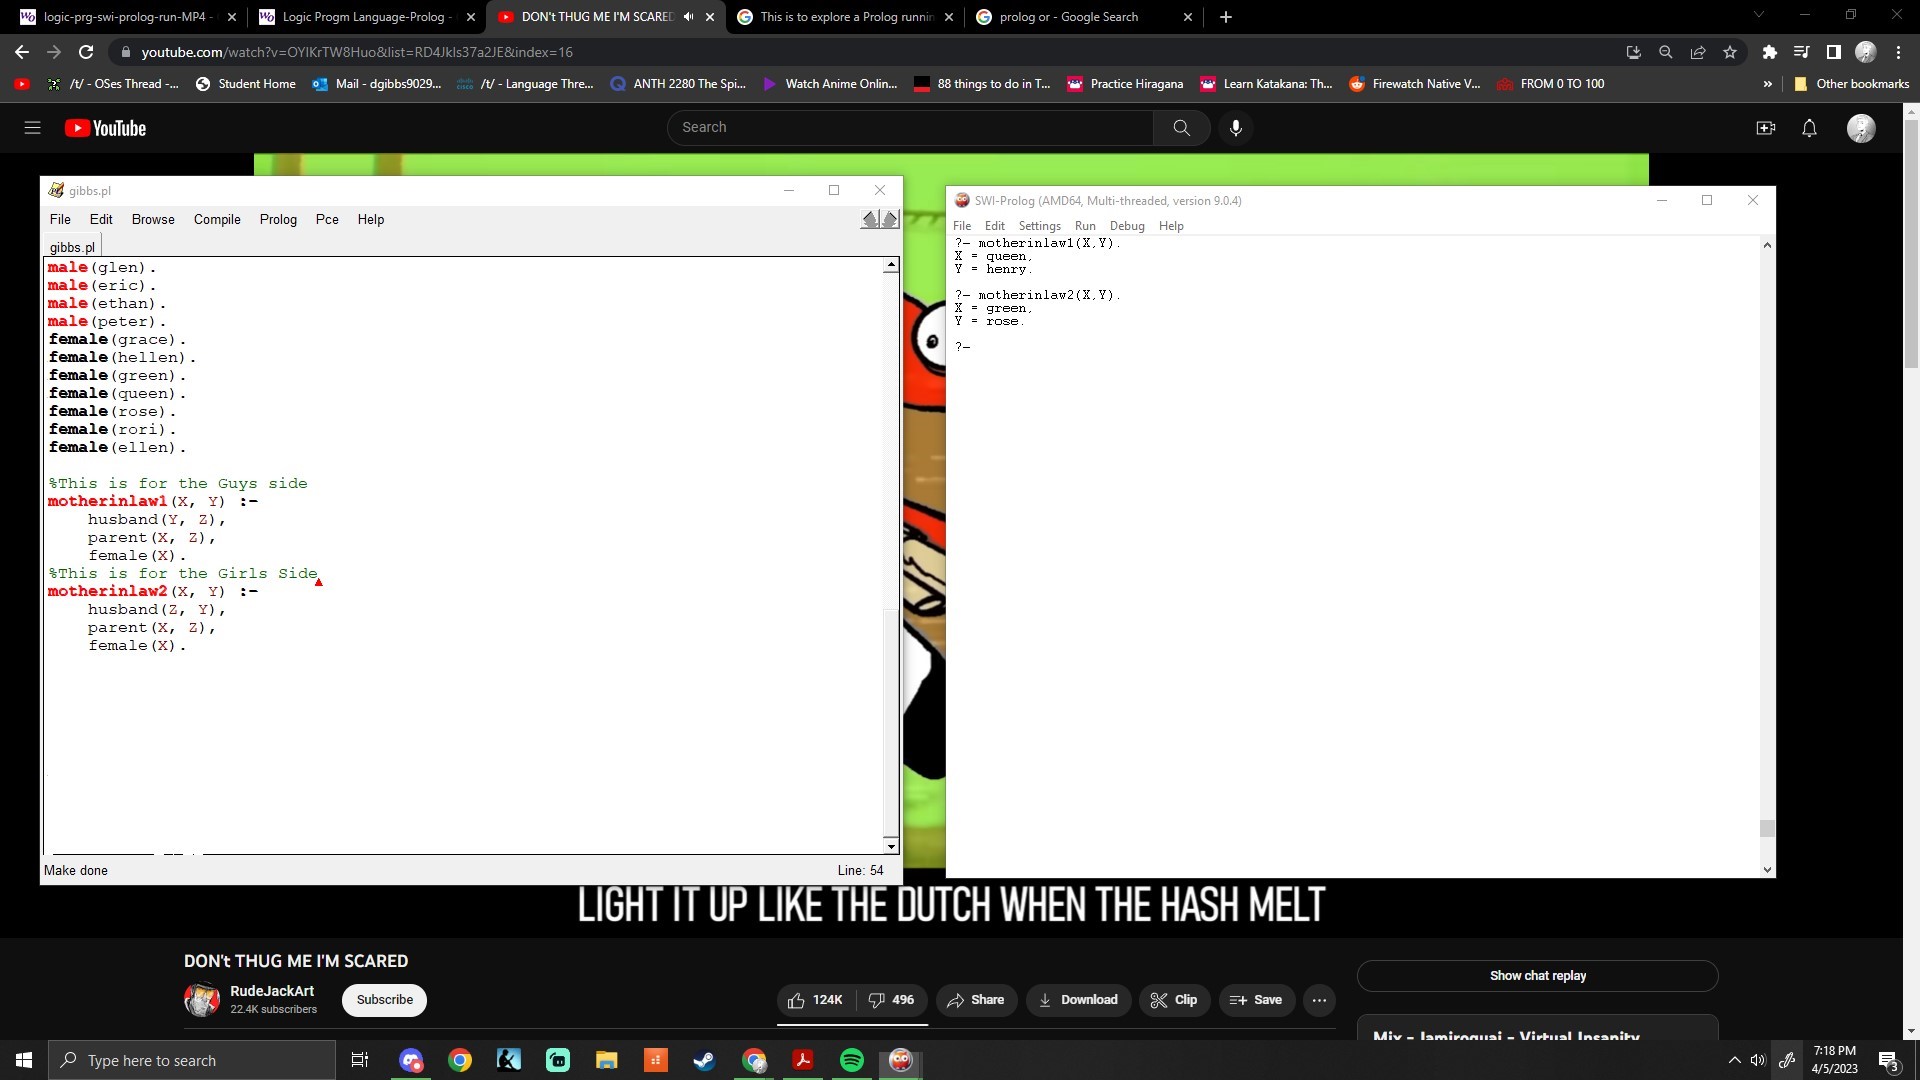 logic-prg-swi-prolog-run-MP4 -
Logic Progm Language-Prolog -
DON't THUG ME I'M SCARED
This is to explore a Prolog runnin
prolog or - Google Search
youtube.com/watch?v=OYlKrTW8Huo&list=RD4Jkls37a2JE&index=16
/t/ - OSes Thread -...
Student Home
Mail - dgibbs9029...
/t/ - Language Thre...
ANTH 2280 The Spi...
Watch Anime Onlin...
88 things to do in T...
Practice Hiragana
Learn Katakana: Th...
Firewatch Native V...
FROM 0 TO 100
»
Other bookmarks
YouTube
Search
gibbs.pl
File Edit Browse Compile Prolog Pce Help
gibbs.pl
male(glen).
male(eric).
male(ethan).
male(peter).
female(grace).
female(hellen).
female(green).
female(queen).
female(rose).
female(rori).
female(ellen).
%This is for the Guys side
motherinlaw1(X, Y) :-
husband(Y, Z),
parent(X, Z),
female(X).
%This is for the Girls Side
motherinlaw2(X, Y) :-
husband(Z, Y),
parent(X, Z),
female(X).
Make done
Line: 54
SWI-Prolog (AMD64, Multi-threaded, version 9.0.4)
File Edit Settings Run Debug Help
?- motherinlaw1(X,Y).
X = queen,
Y = henry.
?- motherinlaw2(X,Y).
X = green,
Y = rose.
?-
LIGHT IT UP LIKE THE DUTCH WHEN THE HASH MELT
DON't THUG ME I'M SCARED
RudeJackArt
22.4K subscribers
Subscribe
124K
496
Share
Download
Clip
Save
Show chat replay
Mix - Jamiroquai - Virtual Insanity
Type here to search
7:18 PM
4/5/2023
3